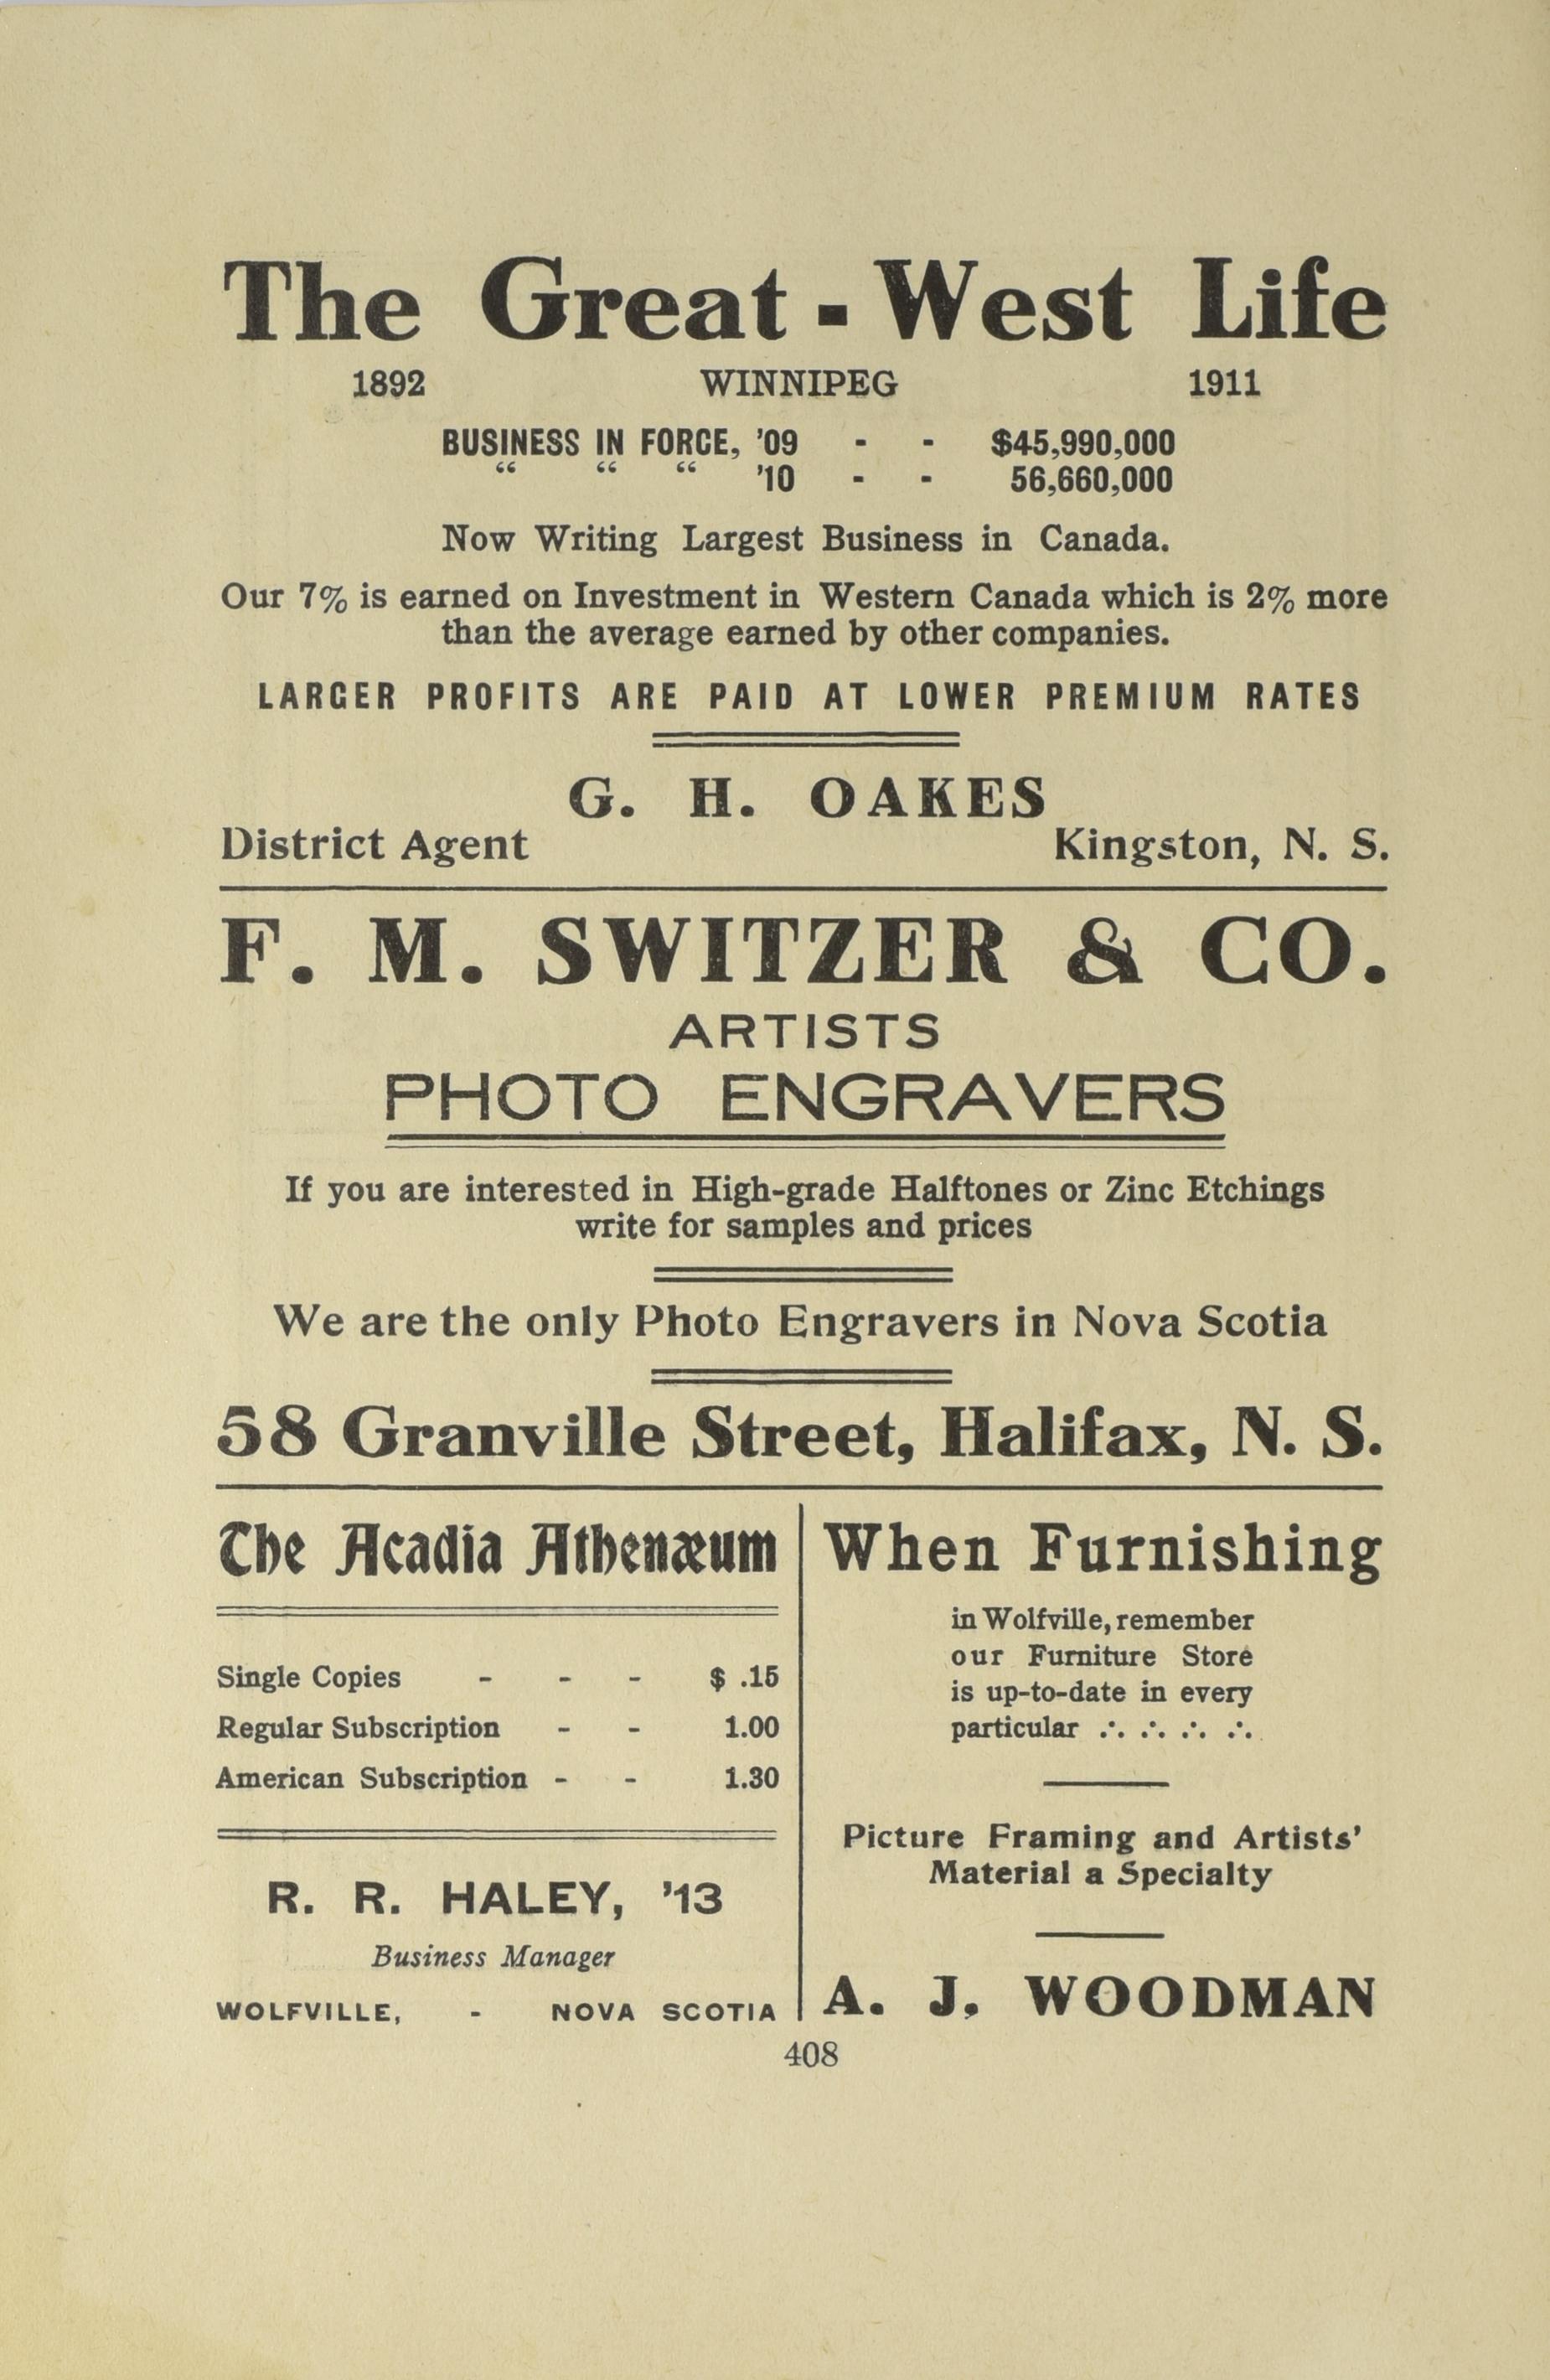 The Great - West Life
1892 WINNIPEG 1911
BUSINESS IN FORCE, '09 - - $45,990,000
“ “ “ '10 - - 56,660,000
Now Writing Largest Business in Canada.
Our 7% is earned on Investment in Western Canada which is 2% more
than the average earned by other companies.
LARGER PROFITS ARE PAID AT LOWER PREMIUM RATES
G. H. OAKES
District Agent Kingston, N. S.
F. M. SWITZER & CO.
ARTISTS
PHOTO ENGRAVERS
If you are interested in High-grade Halftones or Zinc Etchings
write for samples and prices
We are the only Photo Engravers in Nova Scotia
58 Granville Street, Halifax, N. S.
The Acadia Athenæum
Single Copies - - - $ .15
Regular Subscription - - 1.00
American Subscription - - 1.30
R. R. HALEY, '13
Business Manager
WOLFVILLE, - NOVA SCOTIA
When Furnishing
in Wolfville, remember
our Furniture Store
is up-to-date in every
particular ∴ ∴ ∴ ∴
Picture Framing and Artists'
Material a Specialty
A. J. WOODMAN
408